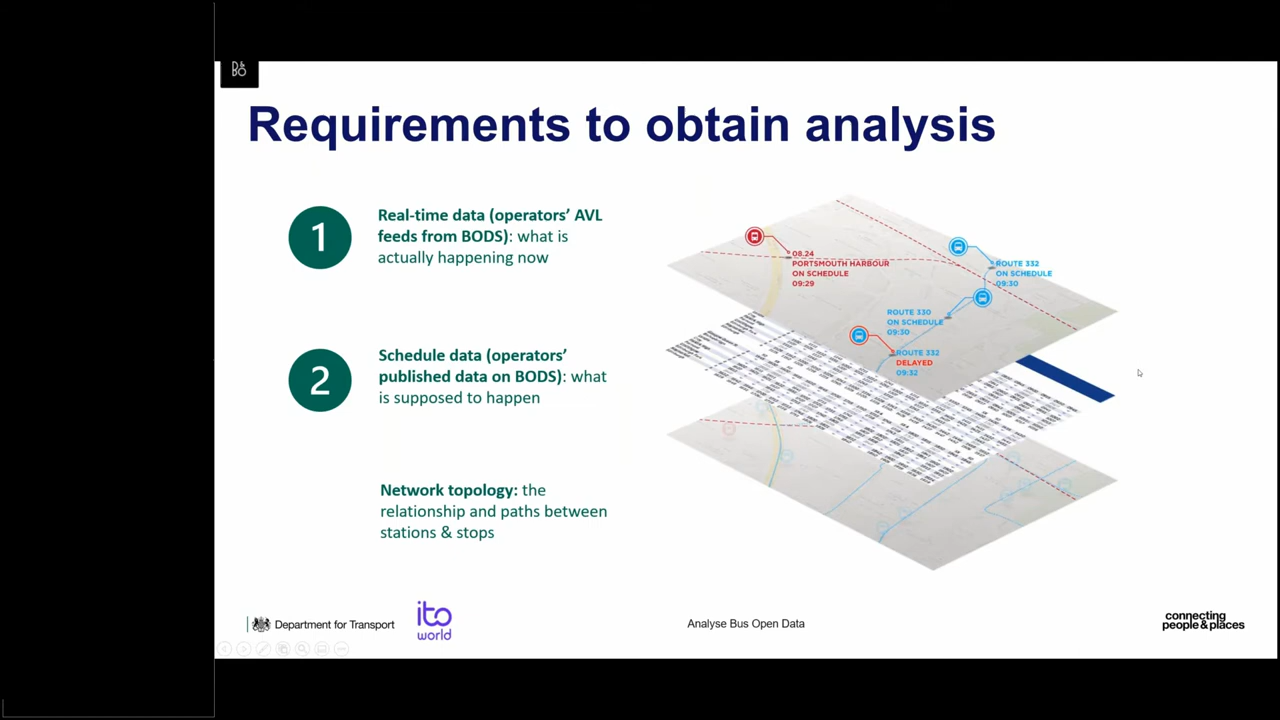 D&
BO
Requirements to obtain analysis
1
Real-time data (operators’ AVL
feeds from BODS): what is
actually happening now
2
Schedule data (operators’
published data on BODS): what
is supposed to happen
Network topology: the
relationship and paths between
stations & stops
08.24
PORTSMOUTH HARBOUR
ON SCHEDULE
09:29
ROUTE 332
ON SCHEDULE
09:30
ROUTE 330
ON SCHEDULE
09:30
ROUTE 332
DELAYED
09:32
Department for Transport
ito
world
Analyse Bus Open Data
connecting
people&places